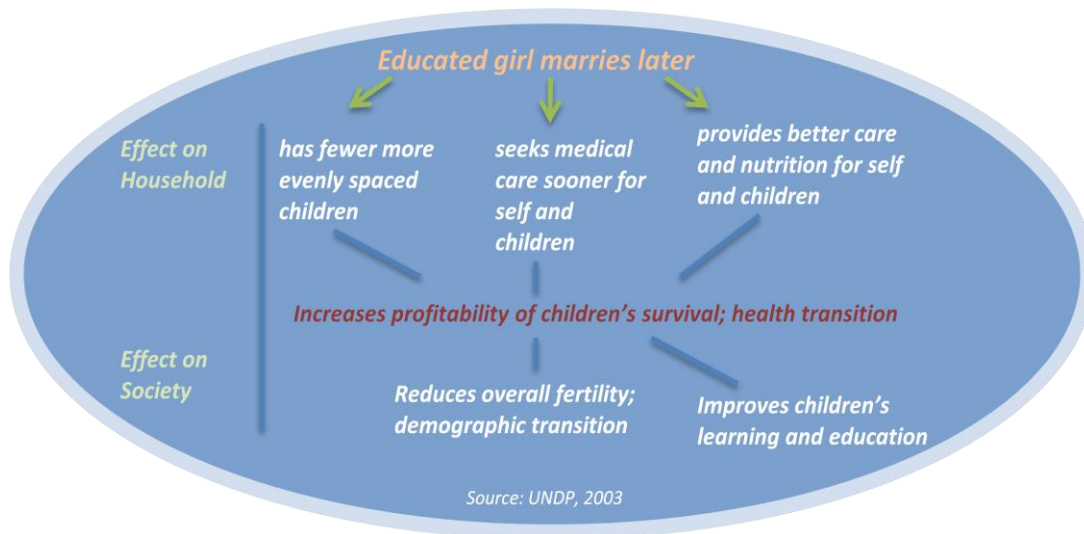 Educated girl marries later
Effect on
Household
has fewer more
evenly spaced
children
seeks medical
care sooner for
self and
children
provides better care
and nutrition for self
and children
Increases profitability of children’s survival; health transition
Effect on
Society
Reduces overall fertility;
demographic transition
Improves children’s
learning and education
Source: UNDP, 2003